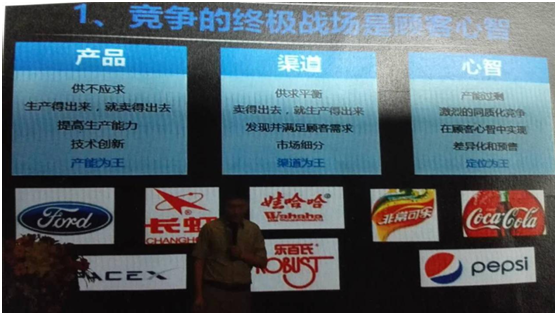 1、竞争的终极战场是顾客心智
产品
供不应求
生产得出来，就卖得出去
提高生产能力
技术创新
产能为王
渠道
供求平衡
卖得出去，就生产得出来
发现并满足顾客需求
市场细分
渠道为王
心智
产能过剩
激烈的同质化竞争
在顾客心智中实现
差异化和预售
定位为王
Ford
长虹
CHANGH
娃哈哈
Wahaha
非常可乐
Coca-Cola
ACEX
乐百氏
ROBUST
pepsi